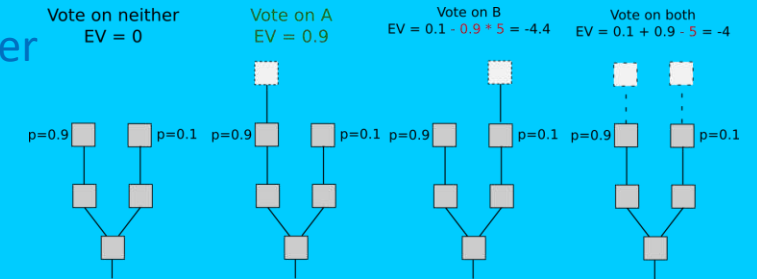 er
Vote on neither
EV = 0
p=0.9
p=0.1
Vote on A
EV = 0.9
p=0.9
p=0.1
Vote on B
EV = 0.1 - 0.9 * 5 = -4.4
p=0.9
p=0.1
Vote on both
EV = 0.1 + 0.9 - 5 = -4
p=0.9
p=0.1